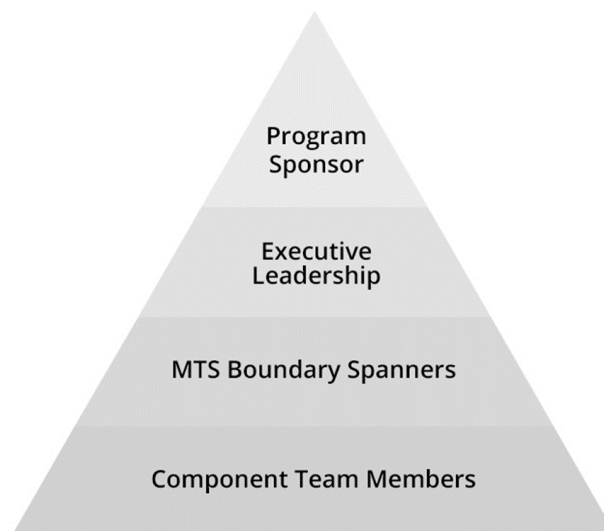 Program
Sponsor
Executive
Leadership
MTS Boundary Spanners
Component Team Members